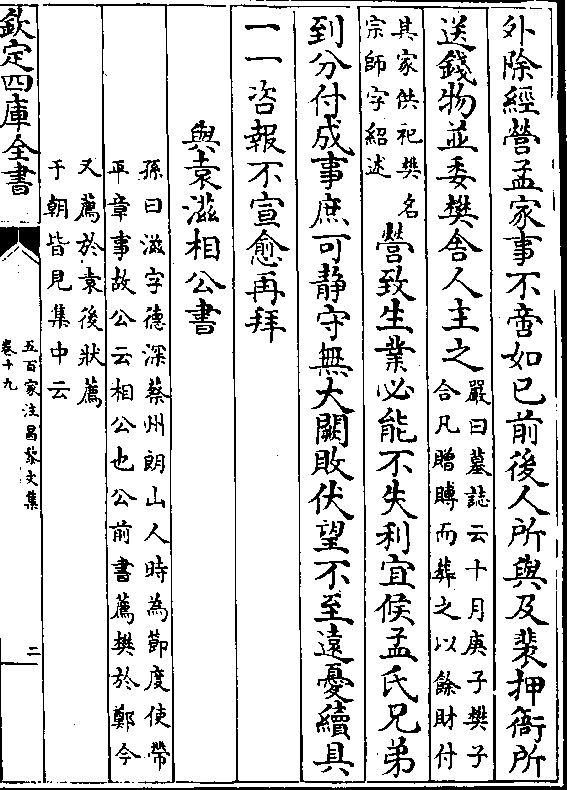 外除經營孟家事不啻如已前後人所與及裴押衙所
送錢物並委樊舍人主之
嚴曰墓誌云十月庚子樊子
合凡贈賻而葬之以餘財付
其家供祀樊名
宗師字紹述
營致生業必能不失利宜候孟氏兄弟
到分付成事庶可静守無大闕敗伏望不至遠憂續具
一一咨報不宣愈再拜
與袁滋相公書
孫曰滋字德深蔡州朗山人時為節度使帶
平章事故公云相公也公前書薦樊於鄭今
又薦於袁後狀薦
于朝皆見集中云
欽定四庫全書
五百家注昌黎文集
卷十九
二